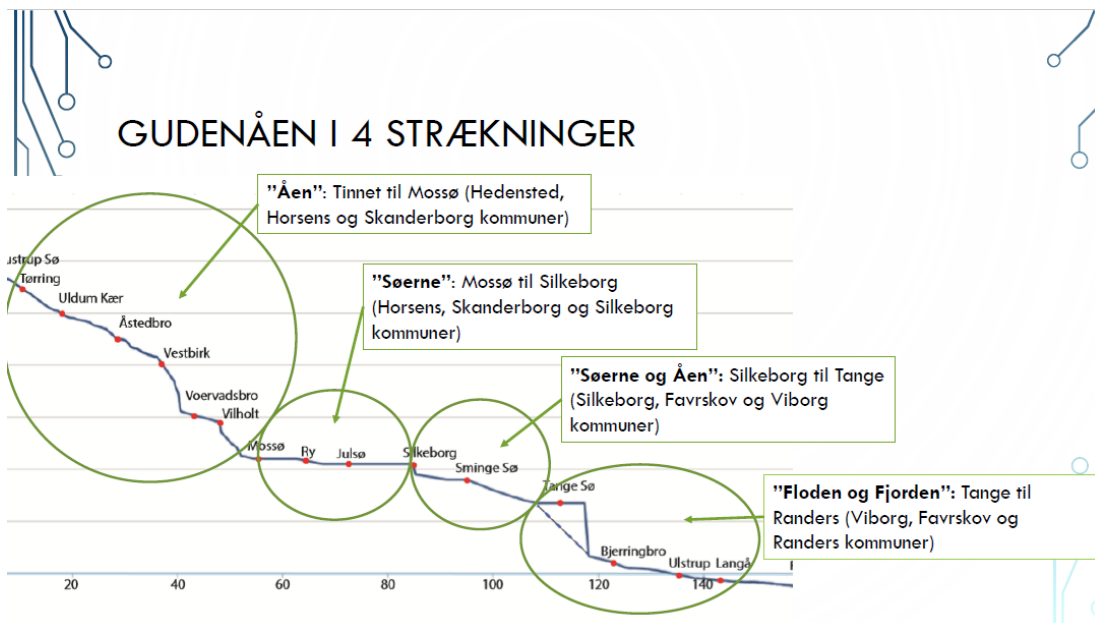 GUDENÅEN I 4 STRÆKNINGER
”Åen”: Tinnet til Mossø (Hedensted,
Horsens og Skanderborg kommuner)
”Søerne”: Mossø til Silkeborg
(Horsens, Skanderborg og Silkeborg
kommuner)
”Søerne og Åen”: Silkeborg til Tange
(Silkeborg, Favrskov og Viborg
kommuner)
”Floden og Fjorden”: Tange til
Randers (Viborg, Favrskov og
Randers kommuner)
ustrup Sø
Tørring
Uldum Kær
Åstedbro
Vestbirk
Voervadsbro
Vilholt
Mossø
Ry
Julsø
Silkeborg
Sminge Sø
Tange Sø
Bjerringbro
Ulstrup
Langå
20
40
60
80
100
120
140